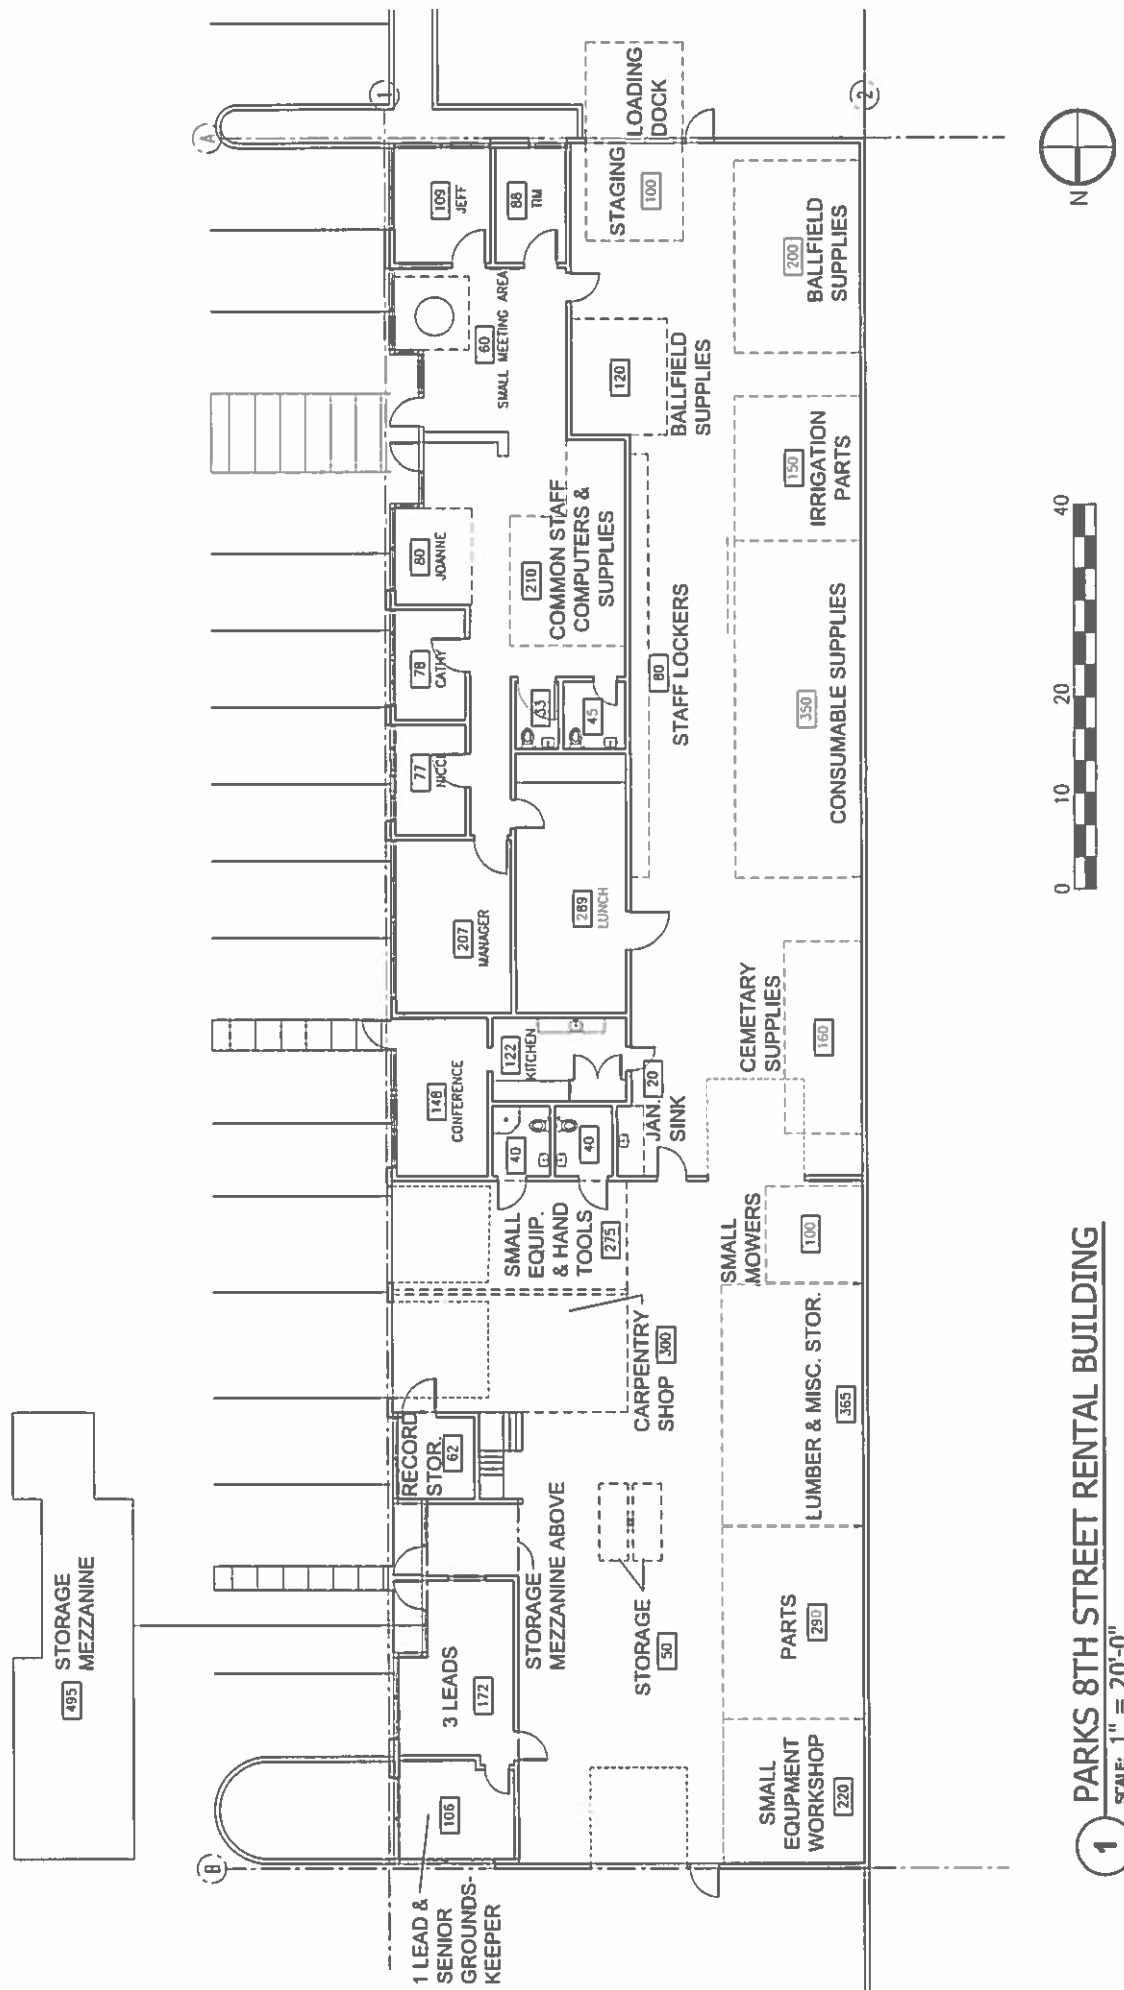 STORAGE
MEZZANINE
495
B
A
1
2
1 LEAD &
SENIOR
GROUNDS-
KEEPER
106
3 LEADS
172
STORAGE
MEZZANINE ABOVE
RECORD
STOR.
62
SMALL
EQUIP.
& HAND
TOOLS
275
CARPENTRY
SHOP
300
STORAGE
50
SMALL
EQUPMENT
WORKSHOP
220
PARTS
290
LUMBER & MISC. STOR.
365
SMALL
MOWERS
100
148
CONFERENCE
40
40
122
KITCHEN
JAN.
SINK
20
CEMETARY
SUPPLIES
160
207
MANAGER
289
LUNCH
77
NICCI
78
CATHY
80
JOANNE
33
45
210
COMMON STAFF
COMPUTERS &
SUPPLIES
80
STAFF LOCKERS
350
CONSUMABLE SUPPLIES
150
IRRIGATION
PARTS
60
SMALL MEETING AREA
120
BALLFIELD
SUPPLIES
200
BALLFIELD
SUPPLIES
109
JEFF
88
TIM
STAGING
100
LOADING
DOCK
N
0 10 20 40
1
PARKS 8TH STREET RENTAL BUILDING
SCALE: 1" = 20'-0"